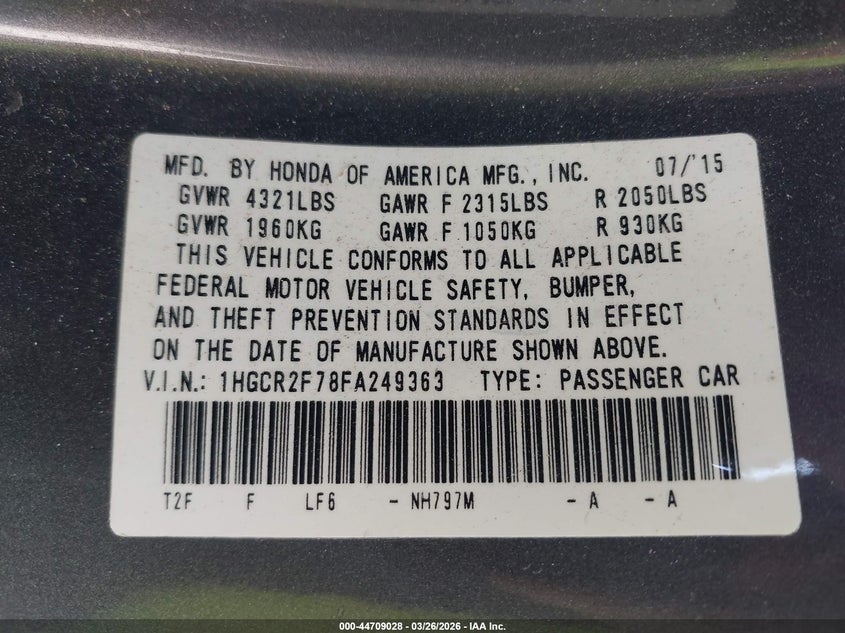 MFD. BY HONDA OF AMERICA MFG., INC. 07/'15
GVWR 4321LBS GAWR F 2315LBS R 2050LBS
GVWR 1960KG GAWR F 1050KG R 930KG
THIS VEHICLE CONFORMS TO ALL APPLICABLE
FEDERAL MOTOR VEHICLE SAFETY, BUMPER,
AND THEFT PREVENTION STANDARDS IN EFFECT
ON THE DATE OF MANUFACTURE SHOWN ABOVE.
V.I.N.: 1HGCR2F78FA249363 TYPE: PASSENGER CAR
T2F F LF6 - NH797M - A - A
000-44709028 - 03/26/2026 - IAA Inc.